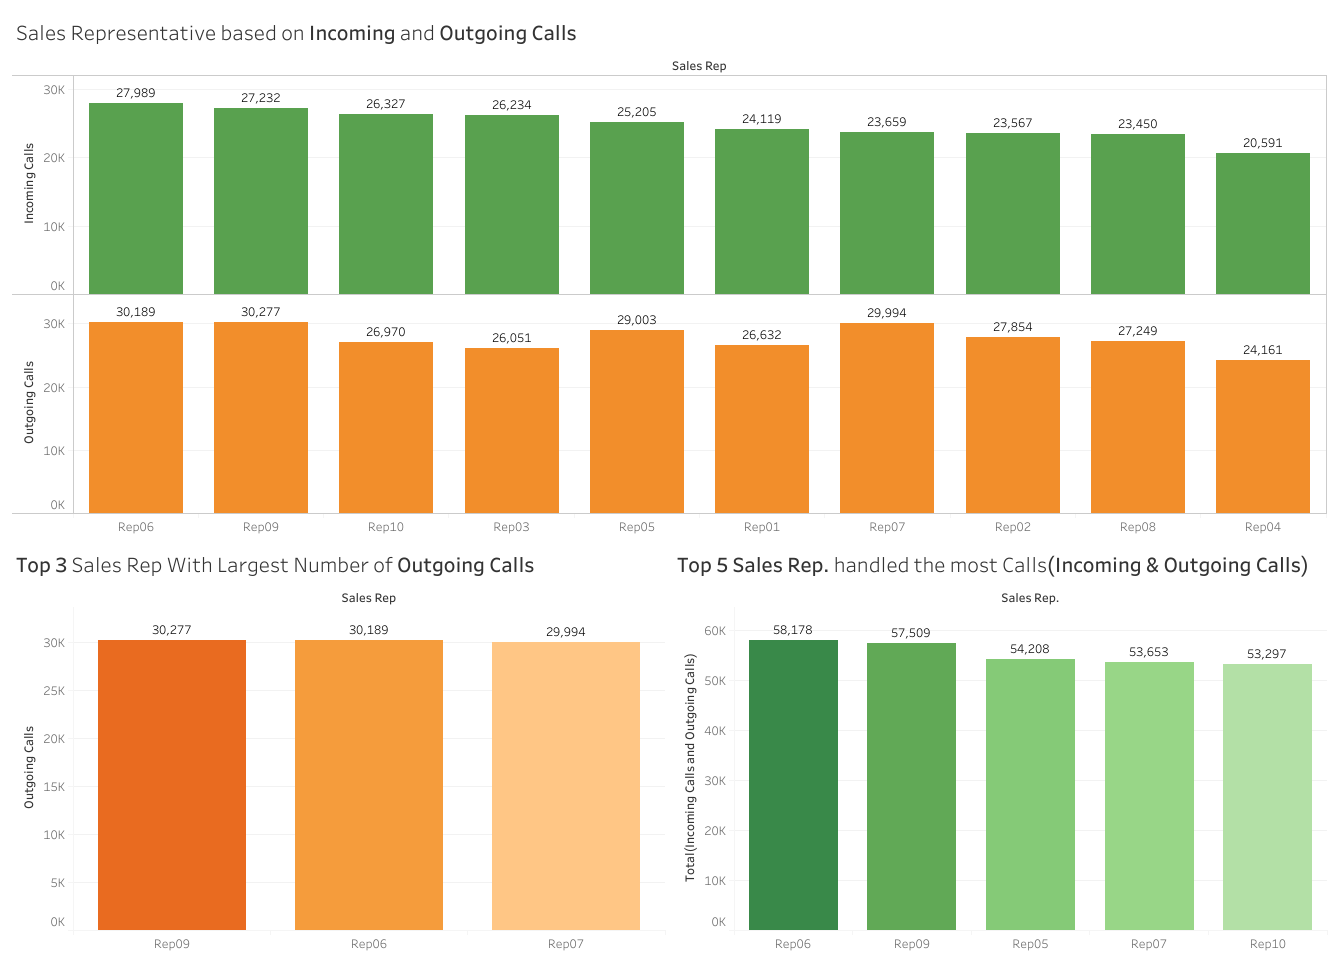 Sales Representative based on Incoming and Outgoing Calls
Sales Rep
Incoming Calls
30K
20K
10K
0K
27,989 27,232 26,327 26,234 25,205 24,119 23,659 23,567 23,450 20,591
Outgoing Calls
30K
20K
10K
0K
30,189 30,277 26,970 26,051 29,003 26,632 29,994 27,854 27,249 24,161
Rep06 Rep09 Rep10 Rep03 Rep05 Rep01 Rep07 Rep02 Rep08 Rep04
Top 3 Sales Rep With Largest Number of Outgoing Calls
Sales Rep
Outgoing Calls
30K
25K
20K
15K
10K
5K
0K
30,277 30,189 29,994
Rep09 Rep06 Rep07
Top 5 Sales Rep. handled the most Calls(Incoming & Outgoing Calls)
Sales Rep.
Total(Incoming Calls and Outgoing Calls)
60K
50K
40K
30K
20K
10K
0K
58,178 57,509 54,208 53,653 53,297
Rep06 Rep09 Rep05 Rep07 Rep10